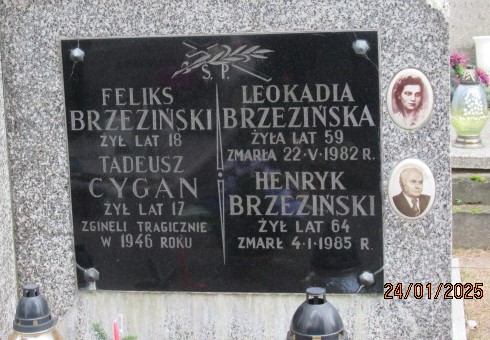 Ś.P.
FELIKS
BRZEZIŃSKI
ŻYŁ LAT 18
TADEUSZ
CYGAN
ŻYŁ LAT 17
ZGINELI TRAGICZNIE
W 1946 ROKU
LEOKADIA
BRZEZIŃSKA
ŻYŁA LAT 59
ZMARŁA 22·V·1982 R.
HENRYK
BRZEZIŃSKI
ŻYŁ LAT 64
ZMARŁ 4·I·1985 R.
24/01/2025